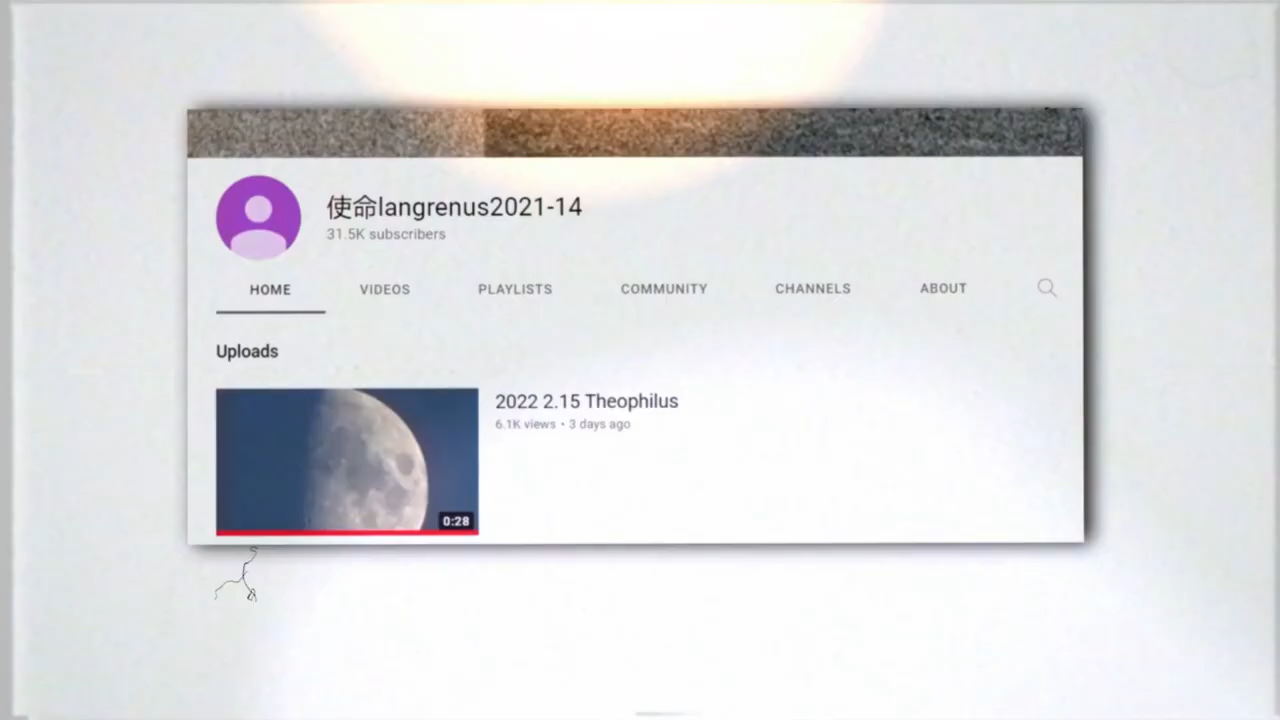 使命langrenus2021-14
31.5K subscribers
HOME VIDEOS PLAYLISTS COMMUNITY CHANNELS ABOUT
Uploads
2022 2.15 Theophilus
6.1K views • 3 days ago
0:28